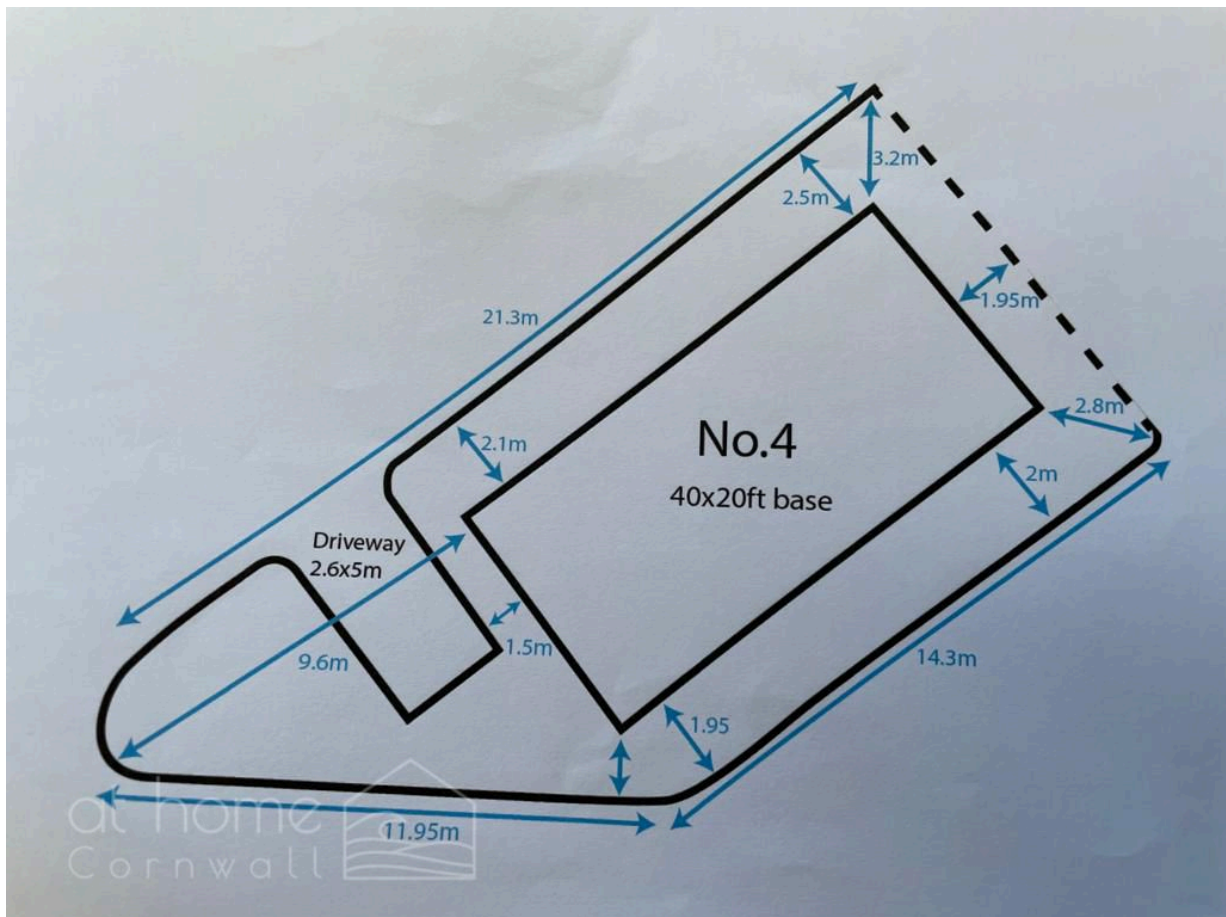 3.2m
2.5m
1.95m
21.3m
2.8m
2.1m
No.4
2m
40x20ft base
Driveway
2.6x5m
1.5m
9.6m
14.3m
1.95
11.95m
at home
Cornwall